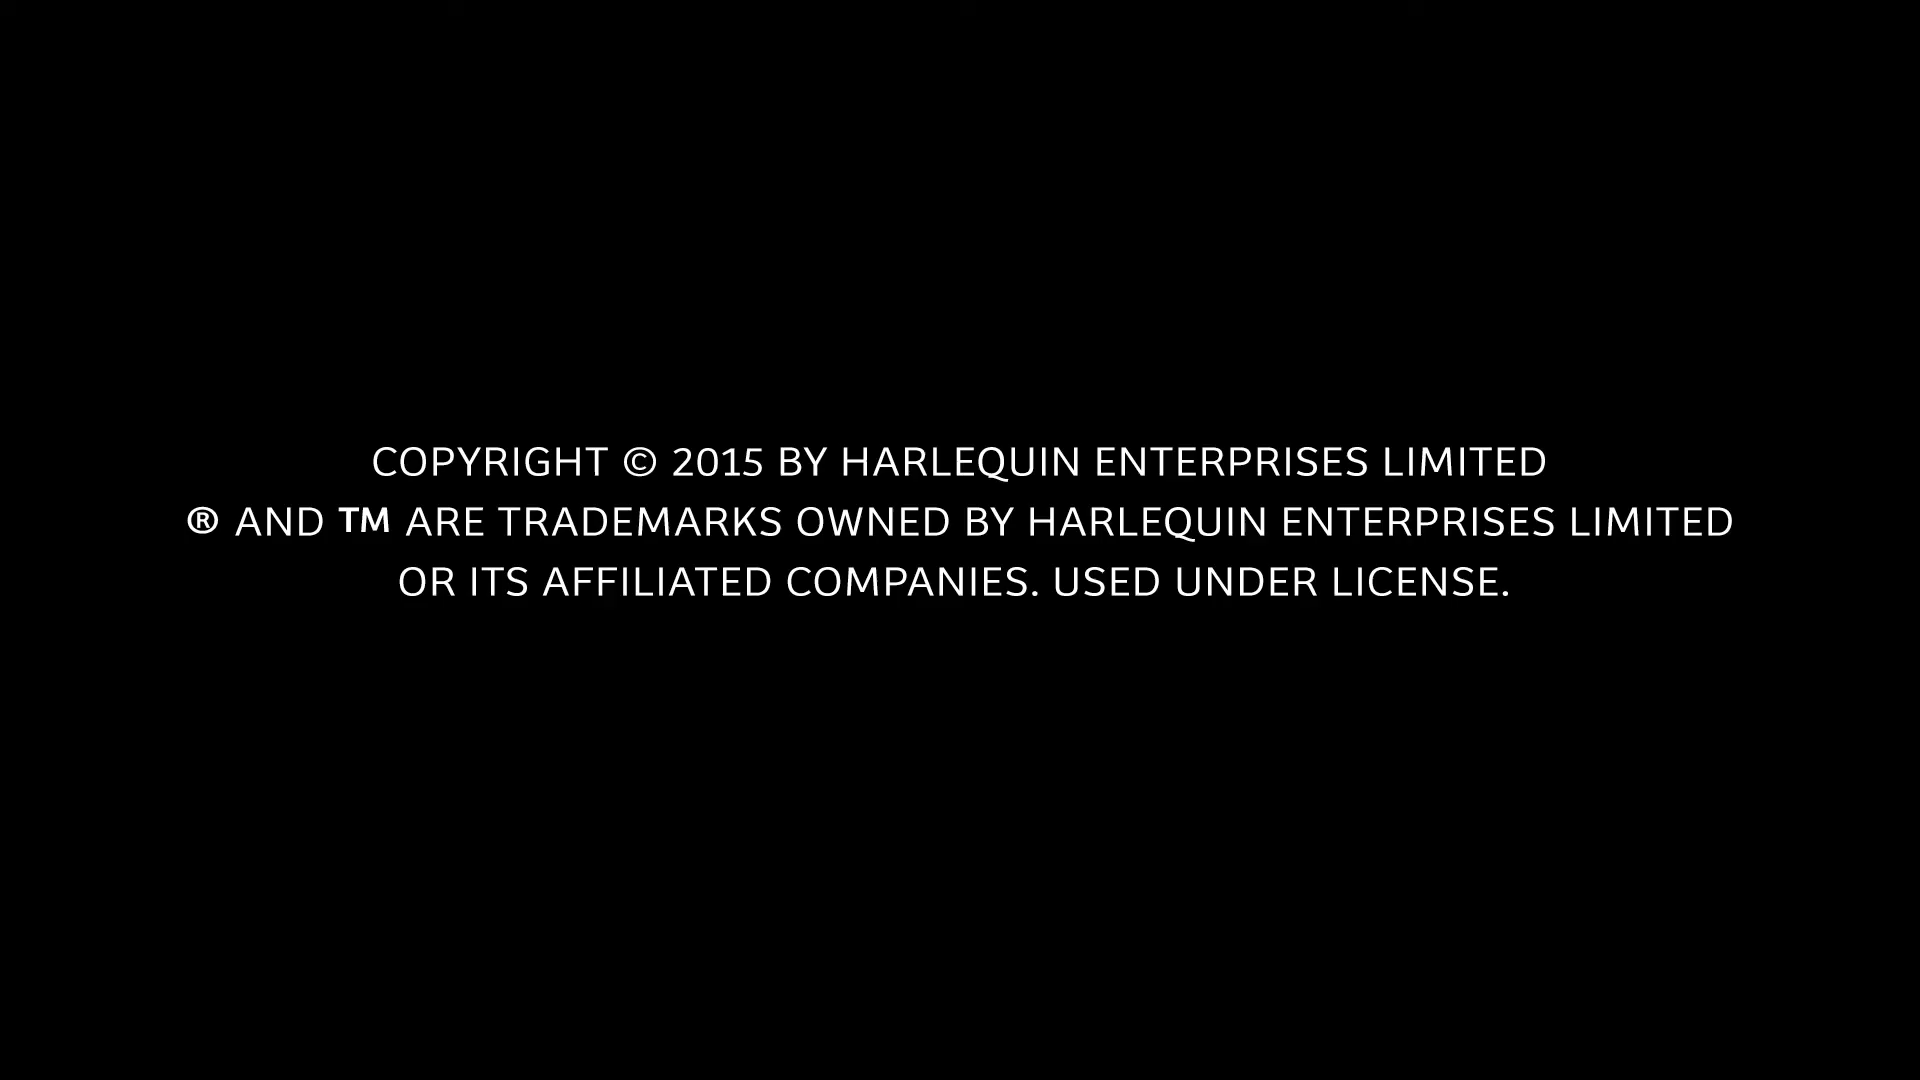 COPYRIGHT © 2015 BY HARLEQUIN ENTERPRISES LIMITED
® AND ™ ARE TRADEMARKS OWNED BY HARLEQUIN ENTERPRISES LIMITED
OR ITS AFFILIATED COMPANIES. USED UNDER LICENSE.